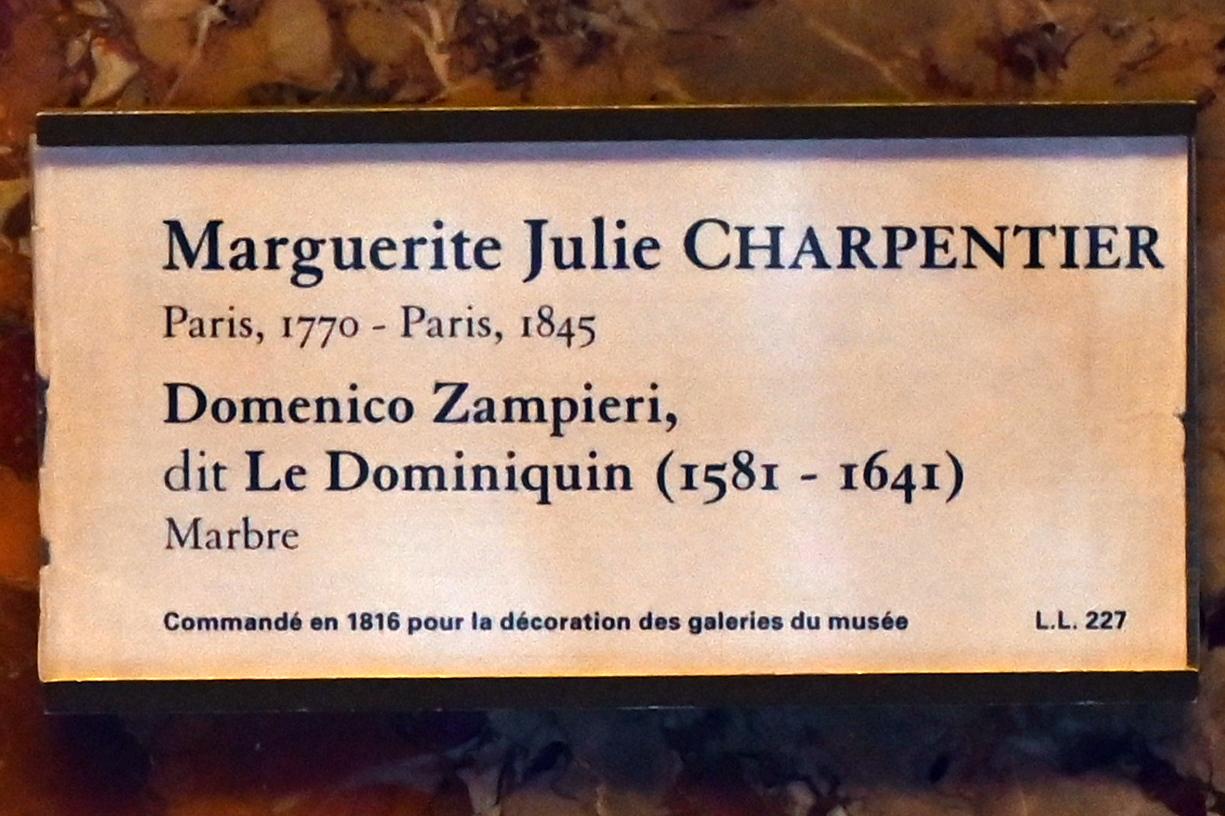 Marguerite Julie CHARPENTIER
Paris, 1770 - Paris, 1845
Domenico Zampieri,
dit Le Dominiquin (1581 - 1641)
Marbre
Commandé en 1816 pour la décoration des galeries du musée L.L. 227